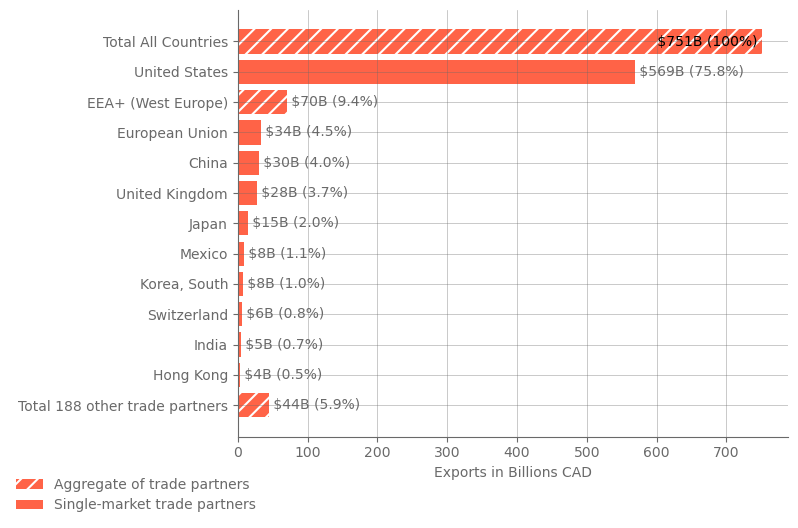 Total All Countries $751B (100%)
United States $569B (75.8%)
EEA+ (West Europe) $70B (9.4%)
European Union $34B (4.5%)
China $30B (4.0%)
United Kingdom $28B (3.7%)
Japan $15B (2.0%)
Mexico $8B (1.1%)
Korea, South $8B (1.0%)
Switzerland $6B (0.8%)
India $5B (0.7%)
Hong Kong $4B (0.5%)
Total 188 other trade partners $44B (5.9%)
0 100 200 300 400 500 600 700
Exports in Billions CAD
Aggregate of trade partners
Single-market trade partners